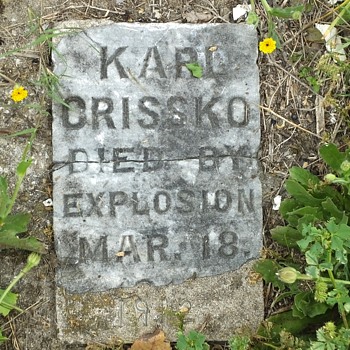 KARL
CRISSKO
DIED BY
EXPLOSION
MAR. 18.